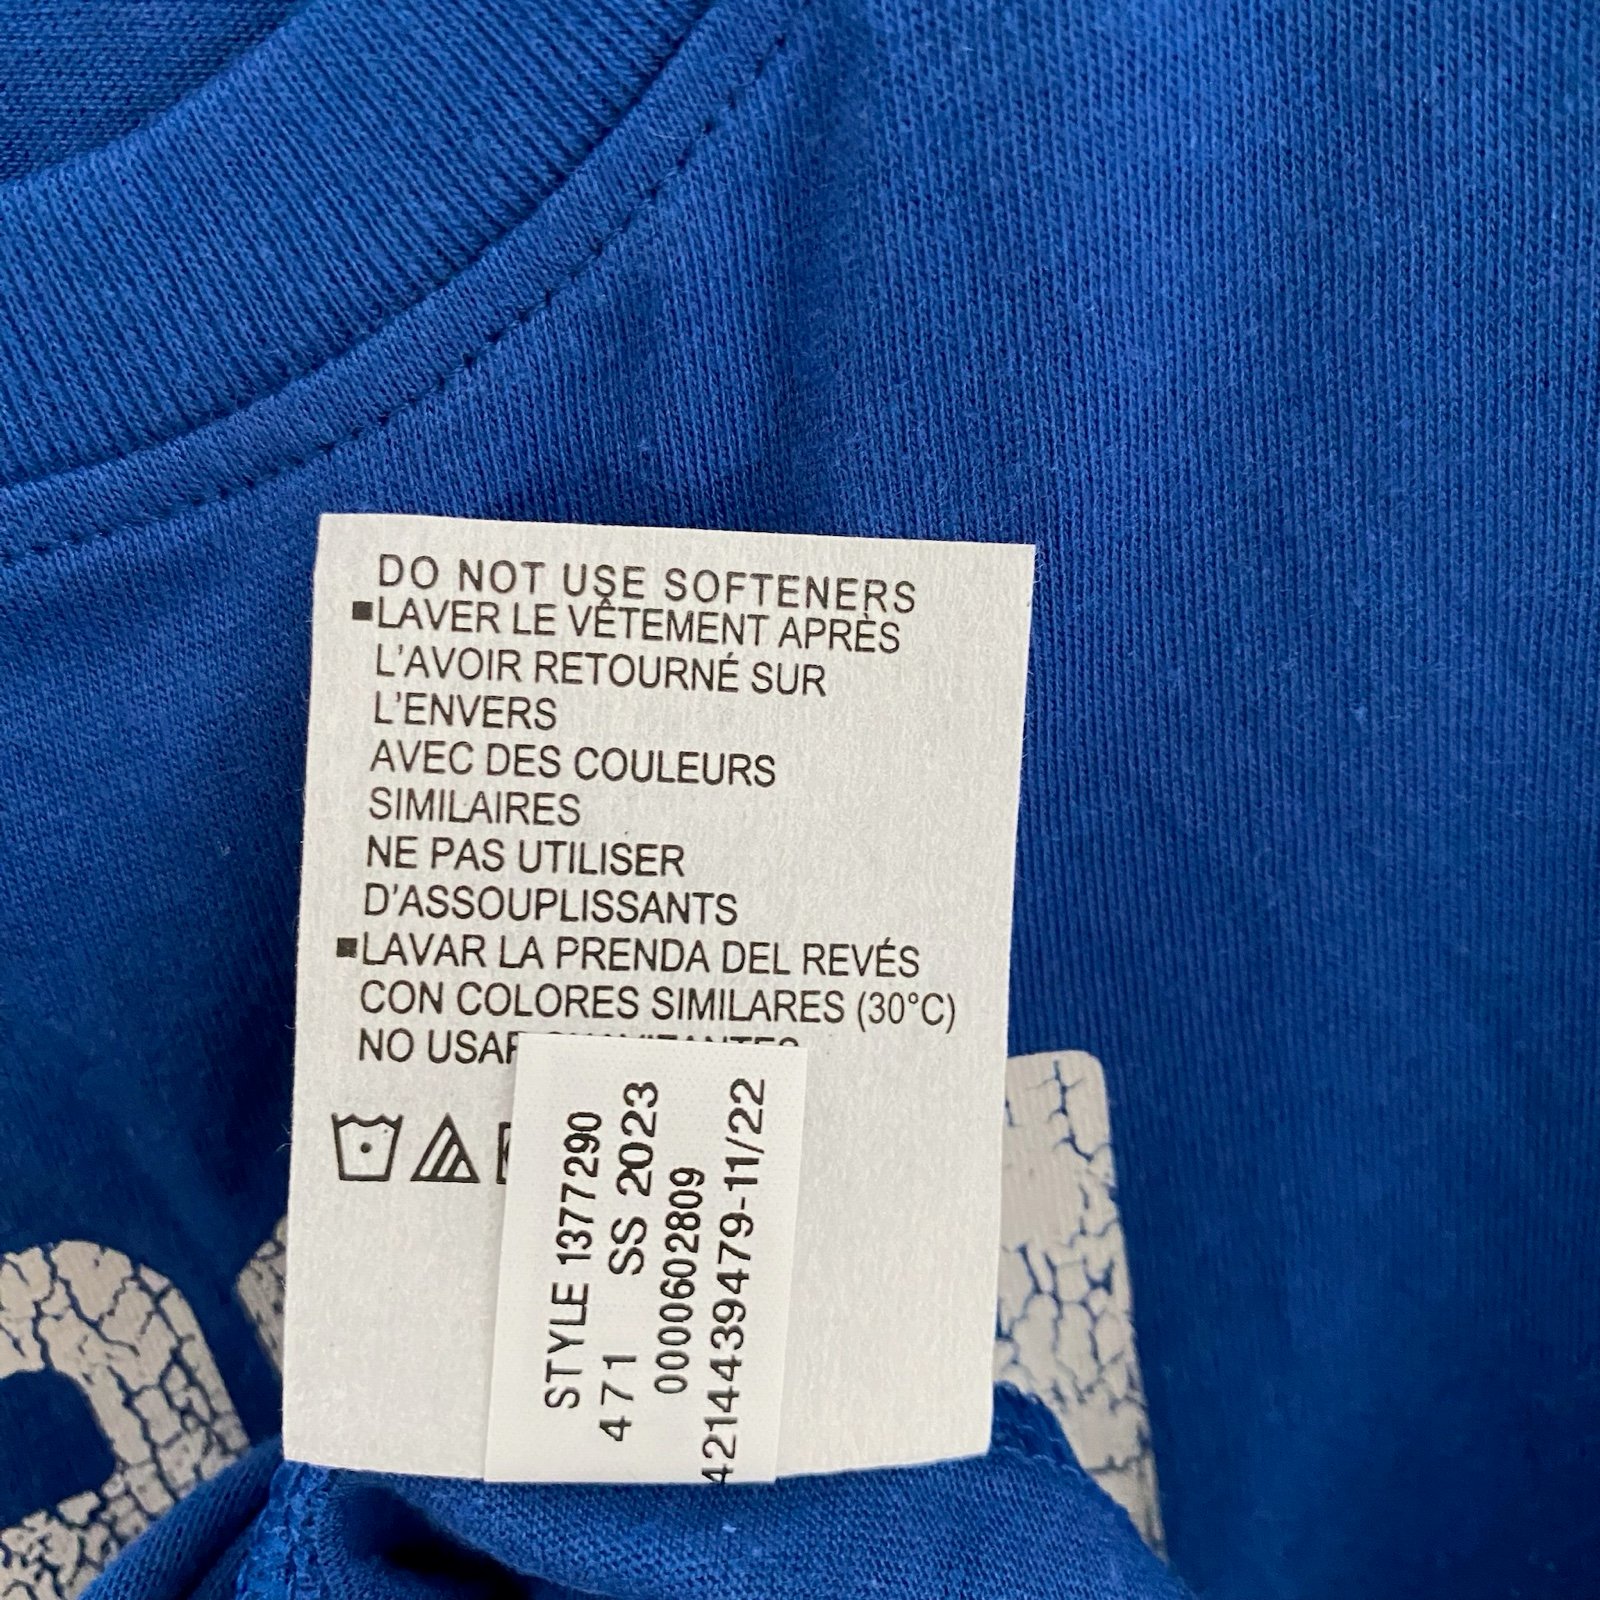 DO NOT USE SOFTENERS
■LAVER LE VÊTEMENT APRÈS
L'AVOIR RETOURNÉ SUR
L'ENVERS
AVEC DES COULEURS
SIMILAIRES
NE PAS UTILISER
D'ASSOUPLISSANTS
■LAVAR LA PRENDA DEL REVÉS
CON COLORES SIMILARES (30°C)
NO USAR
STYLE 1377290
471 SS 2023
0000602809
4214439479-11/22